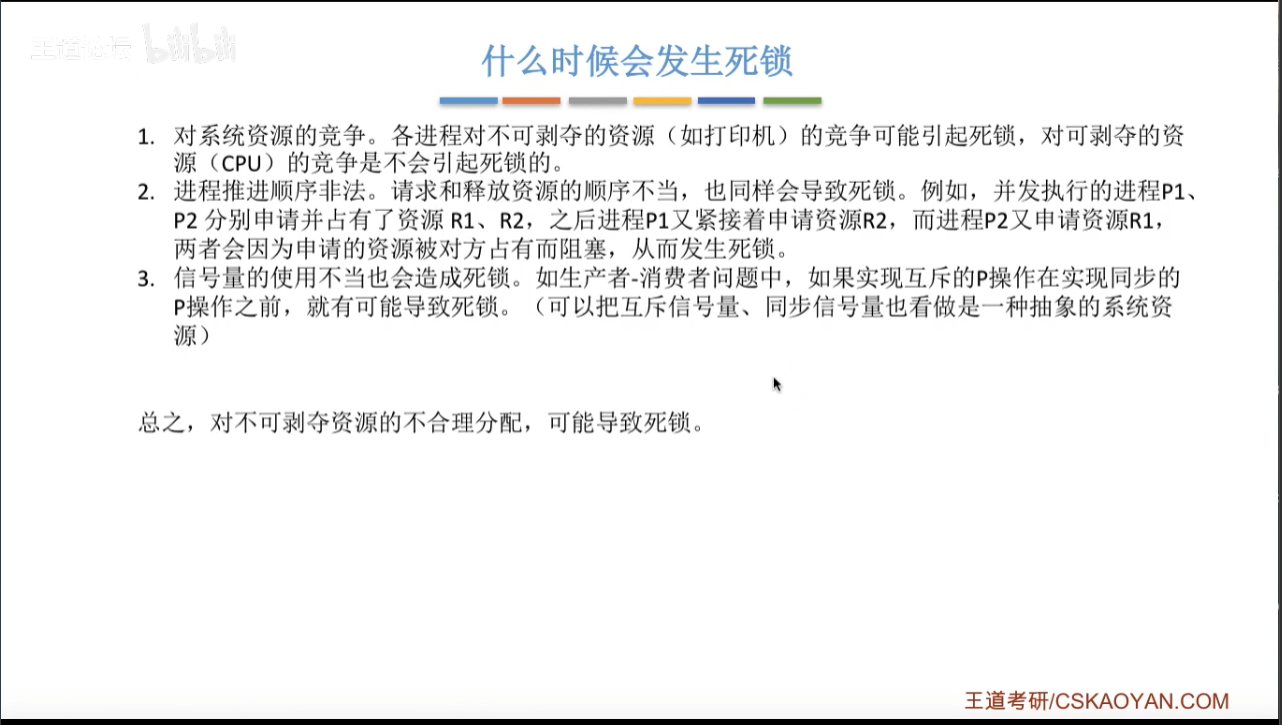 王道论坛 bilibili
什么时候会发生死锁
1. 对系统资源的竞争。各进程对不可剥夺的资源（如打印机）的竞争可能引起死锁，对可剥夺的资
源（CPU）的竞争是不会引起死锁的。
2. 进程推进顺序非法。请求和释放资源的顺序不当，也同样会导致死锁。例如，并发执行的进程P1、
P2 分别申请并占有了资源 R1、R2，之后进程P1又紧接着申请资源R2，而进程P2又申请资源R1，
两者会因为申请的资源被对方占有而阻塞，从而发生死锁。
3. 信号量的使用不当也会造成死锁。如生产者-消费者问题中，如果实现互斥的P操作在实现同步的
P操作之前，就有可能导致死锁。（可以把互斥信号量、同步信号量也看做是一种抽象的系统资
源）
总之，对不可剥夺资源的不合理分配，可能导致死锁。
王道考研/CSKAOYAN.COM